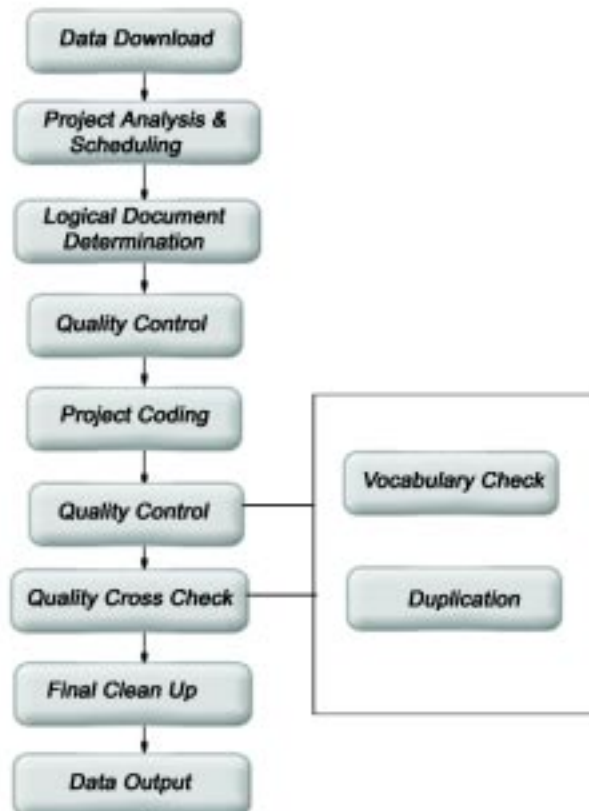 Data Download
Project Analysis &
Scheduling
Logical Document
Determination
Quality Control
Project Coding
Quality Control
Quality Cross Check
Final Clean Up
Data Output
Vocabulary Check
Duplication